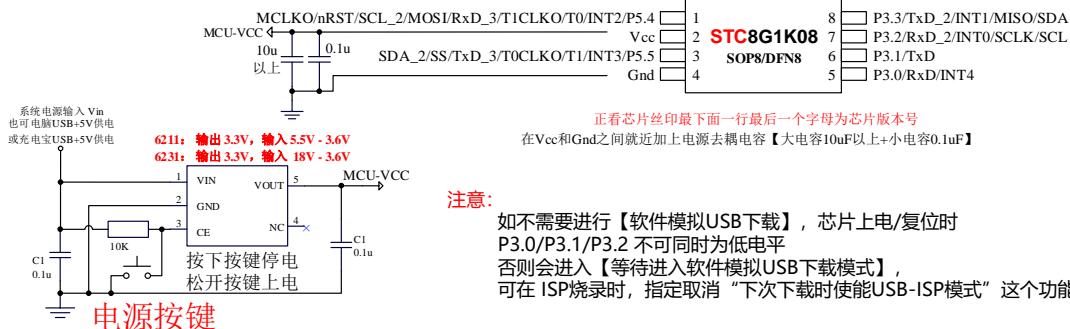 MCLKO/nRST/SCL_2/MOSI/RxD_3/T1CLKO/T0/INT2/P5.4
1
8
P3.3/TxD_2/INT1/MISO/SDA
MCU-VCC
Vcc
2
STC8G1K08
7
P3.2/RxD_2/INT0/SCLK/SCL
10u
以上
0.1u
SDA_2/SS/TxD_3/T0CLKO/T1/INT3/P5.5
3
SOP8/DFN8
6
P3.1/TxD
Gnd
4
5
P3.0/RxD/INT4
正看芯片丝印最下面一行最后一个字母为芯片版本号
在Vcc和Gnd之间就近加上电源去耦电容【大电容10uF以上+小电容0.1uF】
系统电源输入 Vin
也可电脑USB+5V供电
或充电宝USB+5V供电
6211：输出 3.3V，输入 5.5V - 3.6V
6231：输出 3.3V，输入 18V - 3.6V
1
VIN
VOUT
5
MCU-VCC
2
GND
3
CE
NC
4
10K
C1
0.1u
C1
0.1u
按下按键停电
松开按键上电
电源按键
注意：
如不需要进行【软件模拟USB下载】，芯片上电/复位时
P3.0/P3.1/P3.2 不可同时为低电平
否则会进入【等待进入软件模拟USB下载模式】，
可在 ISP烧录时，指定取消“下次下载时使能USB-ISP模式”这个功能